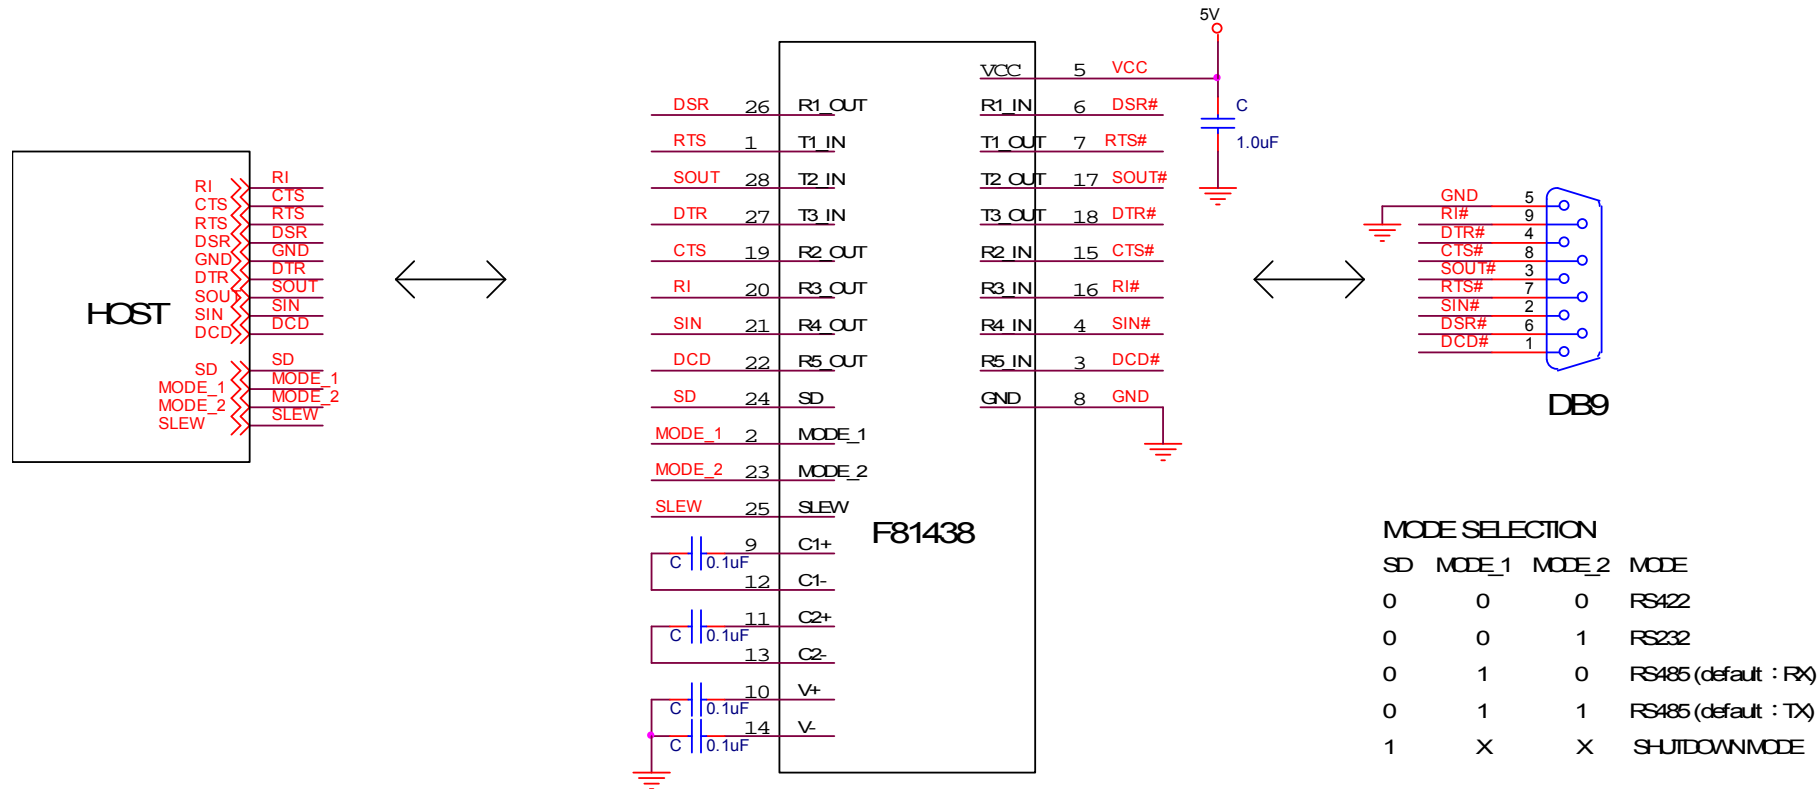 5V
VCC 5 VCC
DSR 26 R1_OUT R1_IN 6 DSR# C
RTS 1 T1_IN T1_OUT 7 RTS# 1.0uF
SOUT 28 T2_IN T2_OUT 17 SOUT#
DTR 27 T3_IN T3_OUT 18 DTR#
CTS 19 R2_OUT R2_IN 15 CTS#
RI 20 R3_OUT R3_IN 16 RI#
SIN 21 R4_OUT R4_IN 4 SIN#
DCD 22 R5_OUT R5_IN 3 DCD#
SD 24 SD GND 8 GND
MODE_1 2 MODE_1
MODE_2 23 MODE_2
SLEW 25 SLEW
F81438
9 C1+
C 0.1uF
12 C1-
11 C2+
C 0.1uF
13 C2-
10 V+
C 0.1uF
14 V-
C 0.1uF
HOST
RI RI
CTS CTS
RTS RTS
DSR DSR
GND GND
DTR DTR
SOUT SOUT
SIN SIN
DCD DCD
SD SD
MODE_1 MODE_1
MODE_2 MODE_2
SLEW SLEW
GND 5
RI# 9
DTR# 4
CTS# 8
SOUT# 3
RTS# 7
SIN# 2
DSR# 6
DCD# 1
DB9
MODE SELECTION
SD MODE_1 MODE_2 MODE
0 0 0 RS422
0 0 1 RS232
0 1 0 RS485 (default : RX)
0 1 1 RS485 (default : TX)
1 X X SHUTDOWN MODE